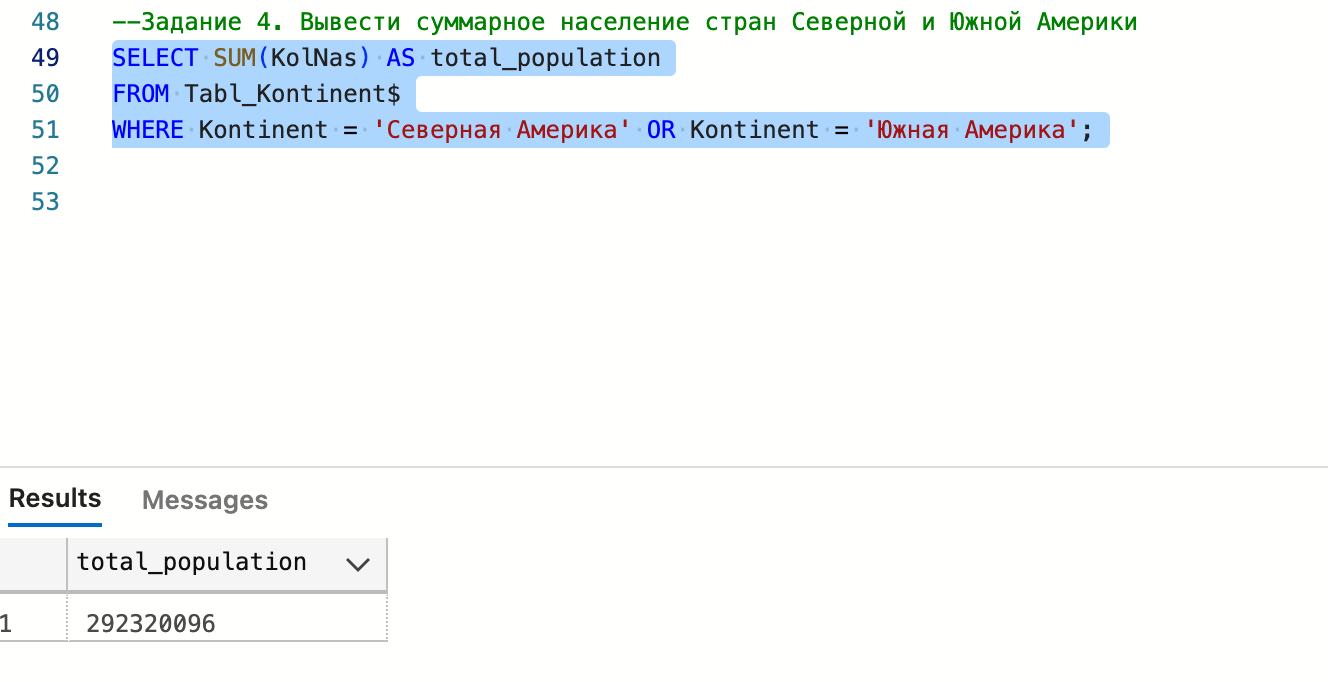 48 --Задание 4. Вывести суммарное население стран Северной и Южной Америки
49 SELECT SUM(KolNas) AS total_population
50 FROM Tabl_Kontinent$
51 WHERE Kontinent = 'Северная Америка' OR Kontinent = 'Южная Америка';
52
53
Results Messages
total_population
1 292320096